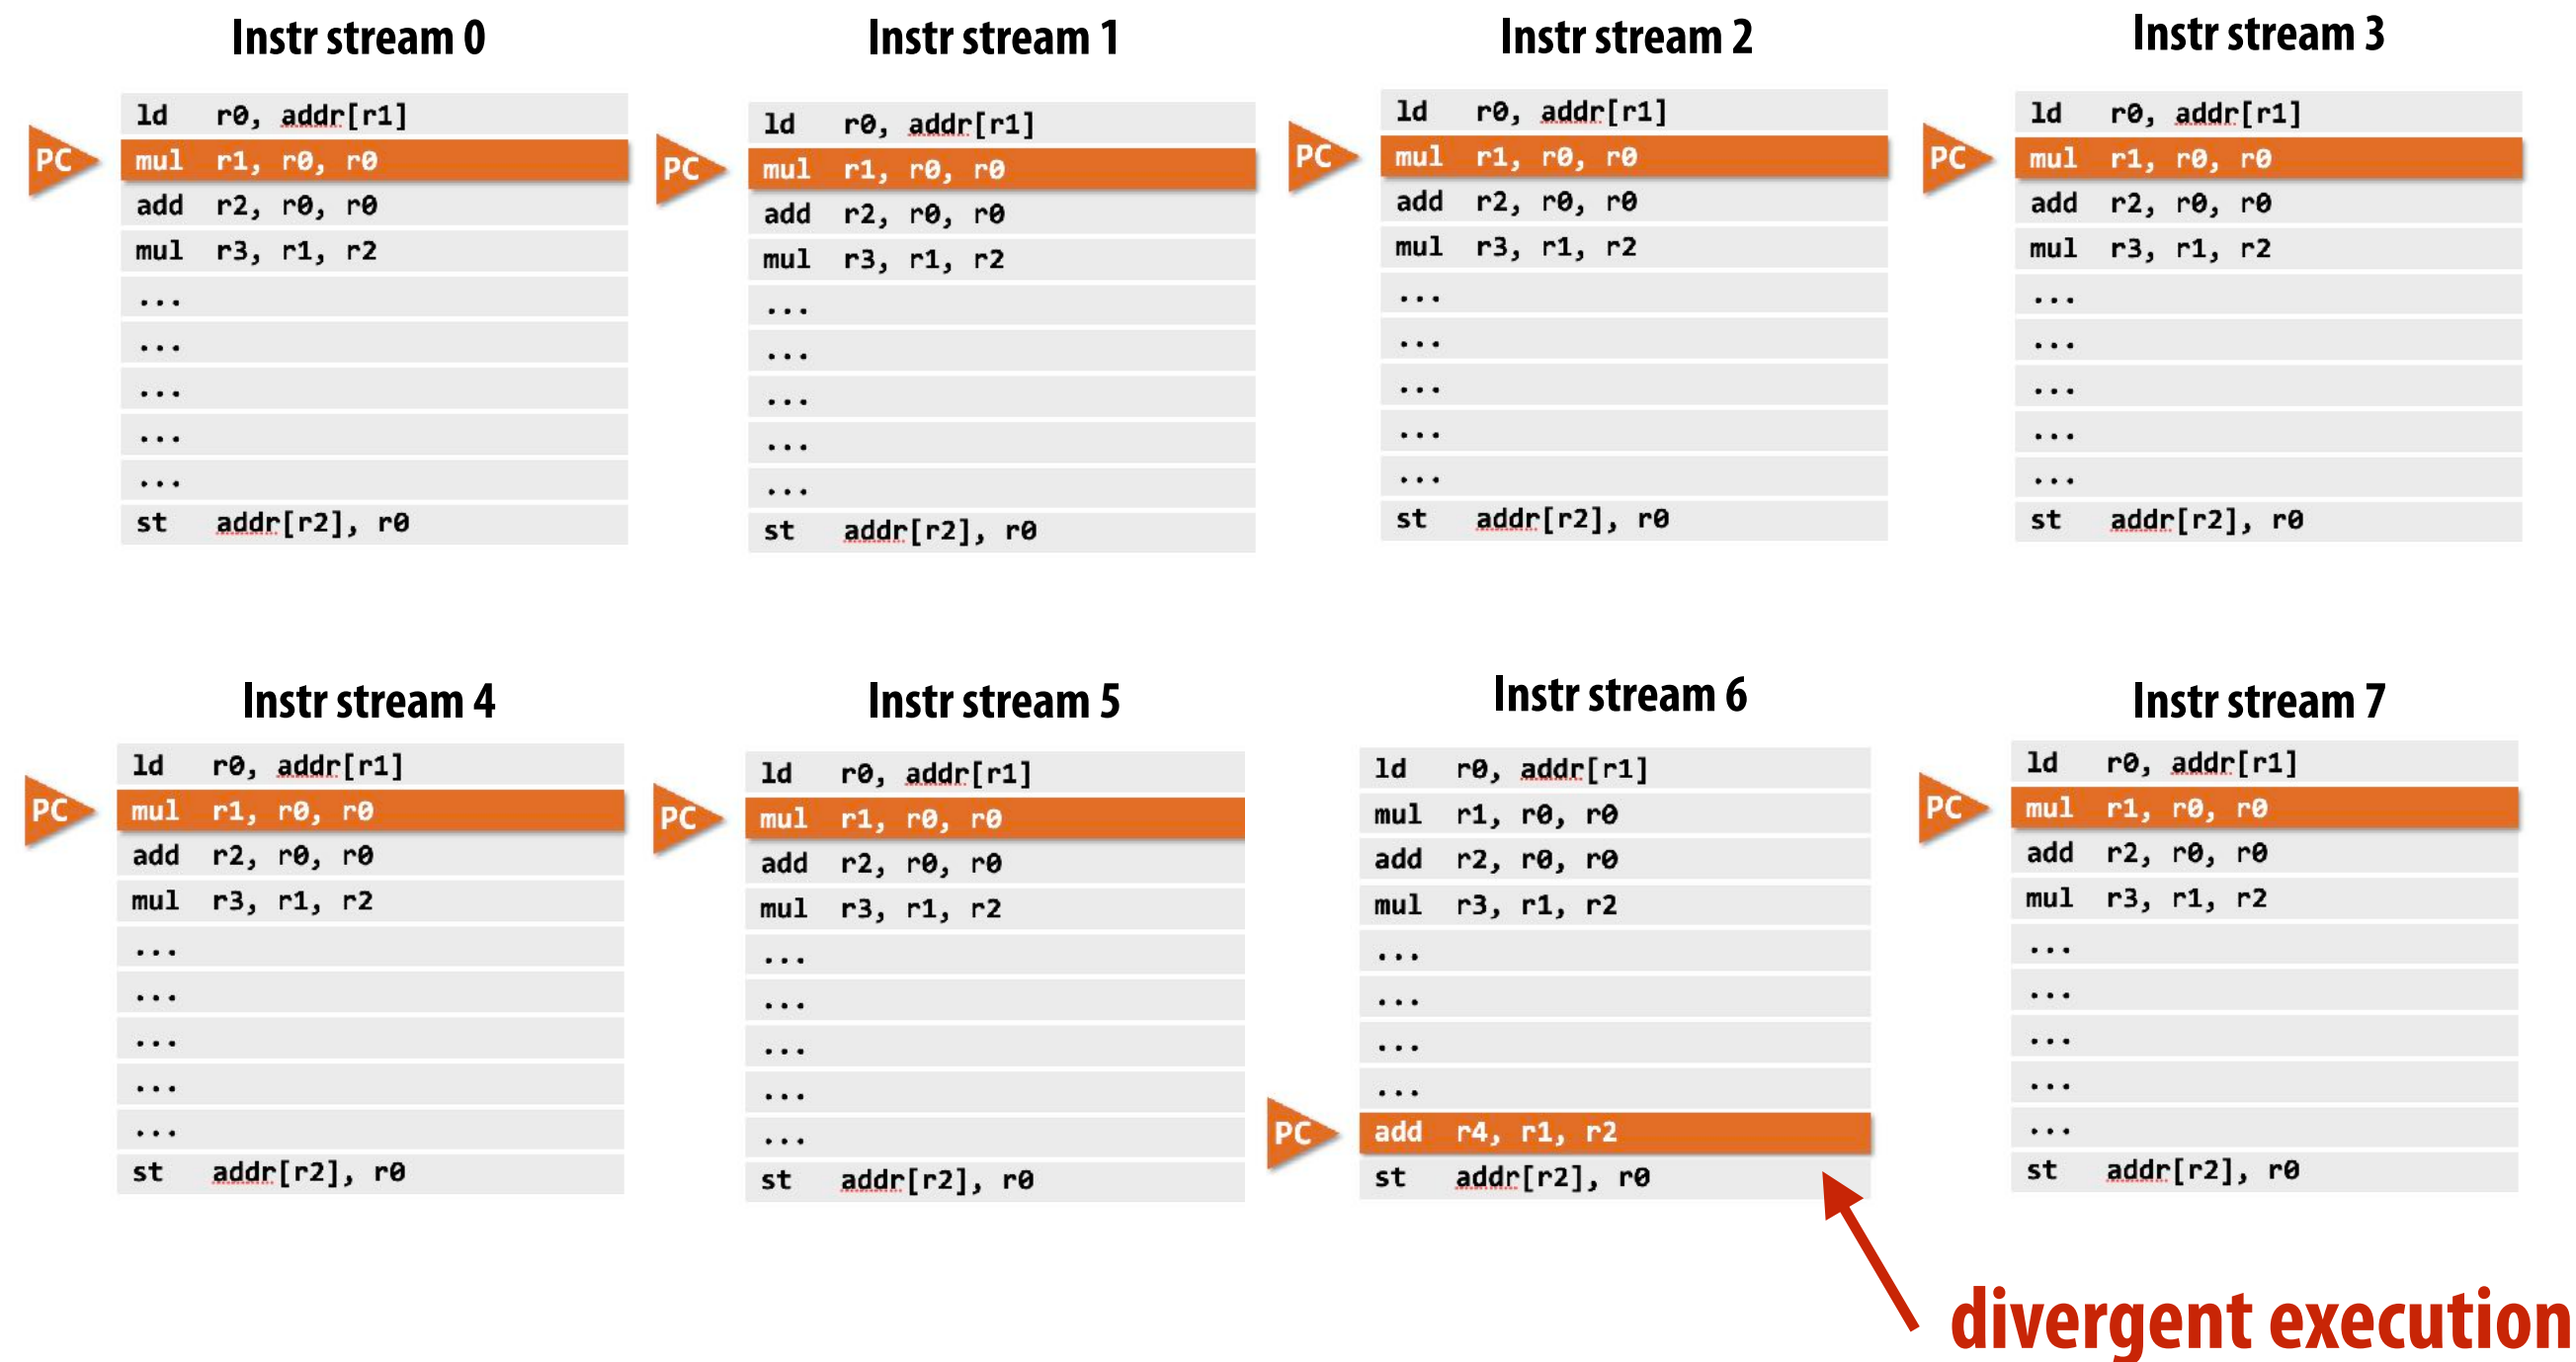 Instr stream 0
ld r0, addr[r1]
PC
mul r1, r0, r0
add r2, r0, r0
mul r3, r1, r2
...
...
...
...
...
st addr[r2], r0
Instr stream 1
ld r0, addr[r1]
PC
mul r1, r0, r0
add r2, r0, r0
mul r3, r1, r2
...
...
...
...
...
st addr[r2], r0
Instr stream 2
ld r0, addr[r1]
PC
mul r1, r0, r0
add r2, r0, r0
mul r3, r1, r2
...
...
...
...
...
st addr[r2], r0
Instr stream 3
ld r0, addr[r1]
PC
mul r1, r0, r0
add r2, r0, r0
mul r3, r1, r2
...
...
...
...
...
st addr[r2], r0
Instr stream 4
ld r0, addr[r1]
PC
mul r1, r0, r0
add r2, r0, r0
mul r3, r1, r2
...
...
...
...
...
st addr[r2], r0
Instr stream 5
ld r0, addr[r1]
PC
mul r1, r0, r0
add r2, r0, r0
mul r3, r1, r2
...
...
...
...
...
st addr[r2], r0
Instr stream 6
ld r0, addr[r1]
mul r1, r0, r0
add r2, r0, r0
mul r3, r1, r2
...
...
...
...
PC
add r4, r1, r2
st addr[r2], r0
Instr stream 7
ld r0, addr[r1]
PC
mul r1, r0, r0
add r2, r0, r0
mul r3, r1, r2
...
...
...
...
...
st addr[r2], r0
divergent execution